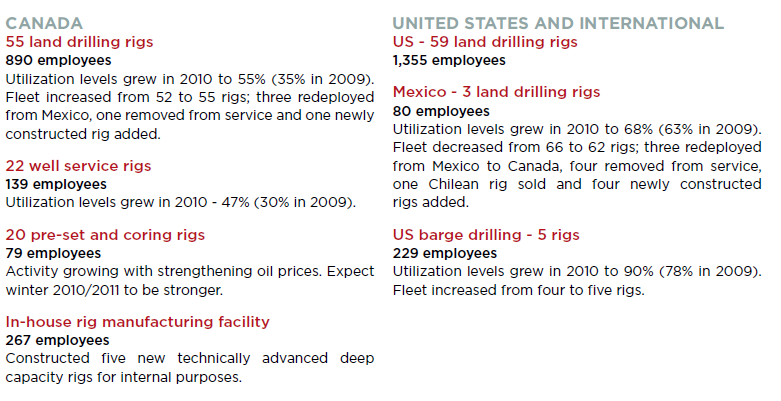 CANADA
55 land drilling rigs
890 employees
Utilization levels grew in 2010 to 55% (35% in 2009).
Fleet increased from 52 to 55 rigs; three redeployed
from Mexico, one removed from service and one newly
constructed rig added.
22 well service rigs
139 employees
Utilization levels grew in 2010 - 47% (30% in 2009).
20 pre-set and coring rigs
79 employees
Activity growing with strengthening oil prices. Expect
winter 2010/2011 to be stronger.
In-house rig manufacturing facility
267 employees
Constructed five new technically advanced deep
capacity rigs for internal purposes.
UNITED STATES AND INTERNATIONAL
US - 59 land drilling rigs
1,355 employees
Mexico - 3 land drilling rigs
80 employees
Utilization levels grew in 2010 to 68% (63% in 2009).
Fleet decreased from 66 to 62 rigs; three redeployed
from Mexico to Canada, four removed from service,
one Chilean rig sold and four newly constructed
rigs added.
US barge drilling - 5 rigs
229 employees
Utilization levels grew in 2010 to 90% (78% in 2009).
Fleet increased from four to five rigs.